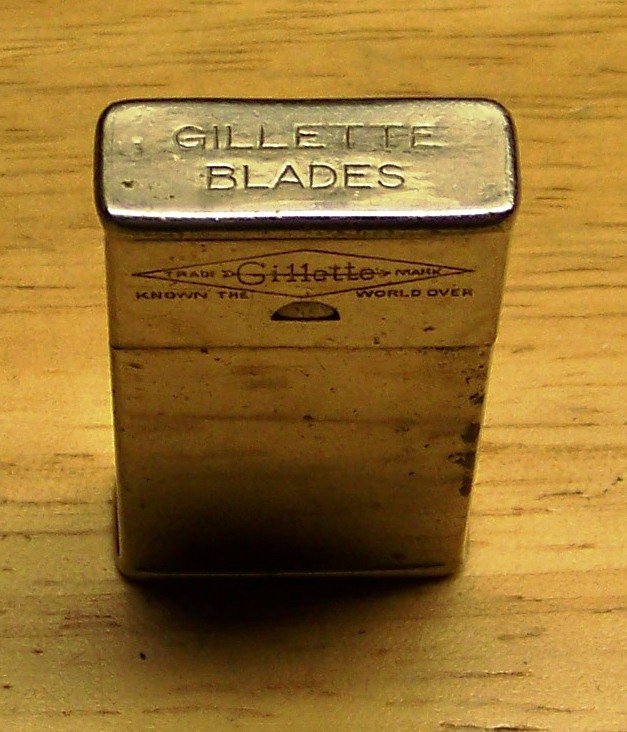 GILLETTE
BLADES
TRADE Gillette MARK
KNOWN THE WORLD OVER